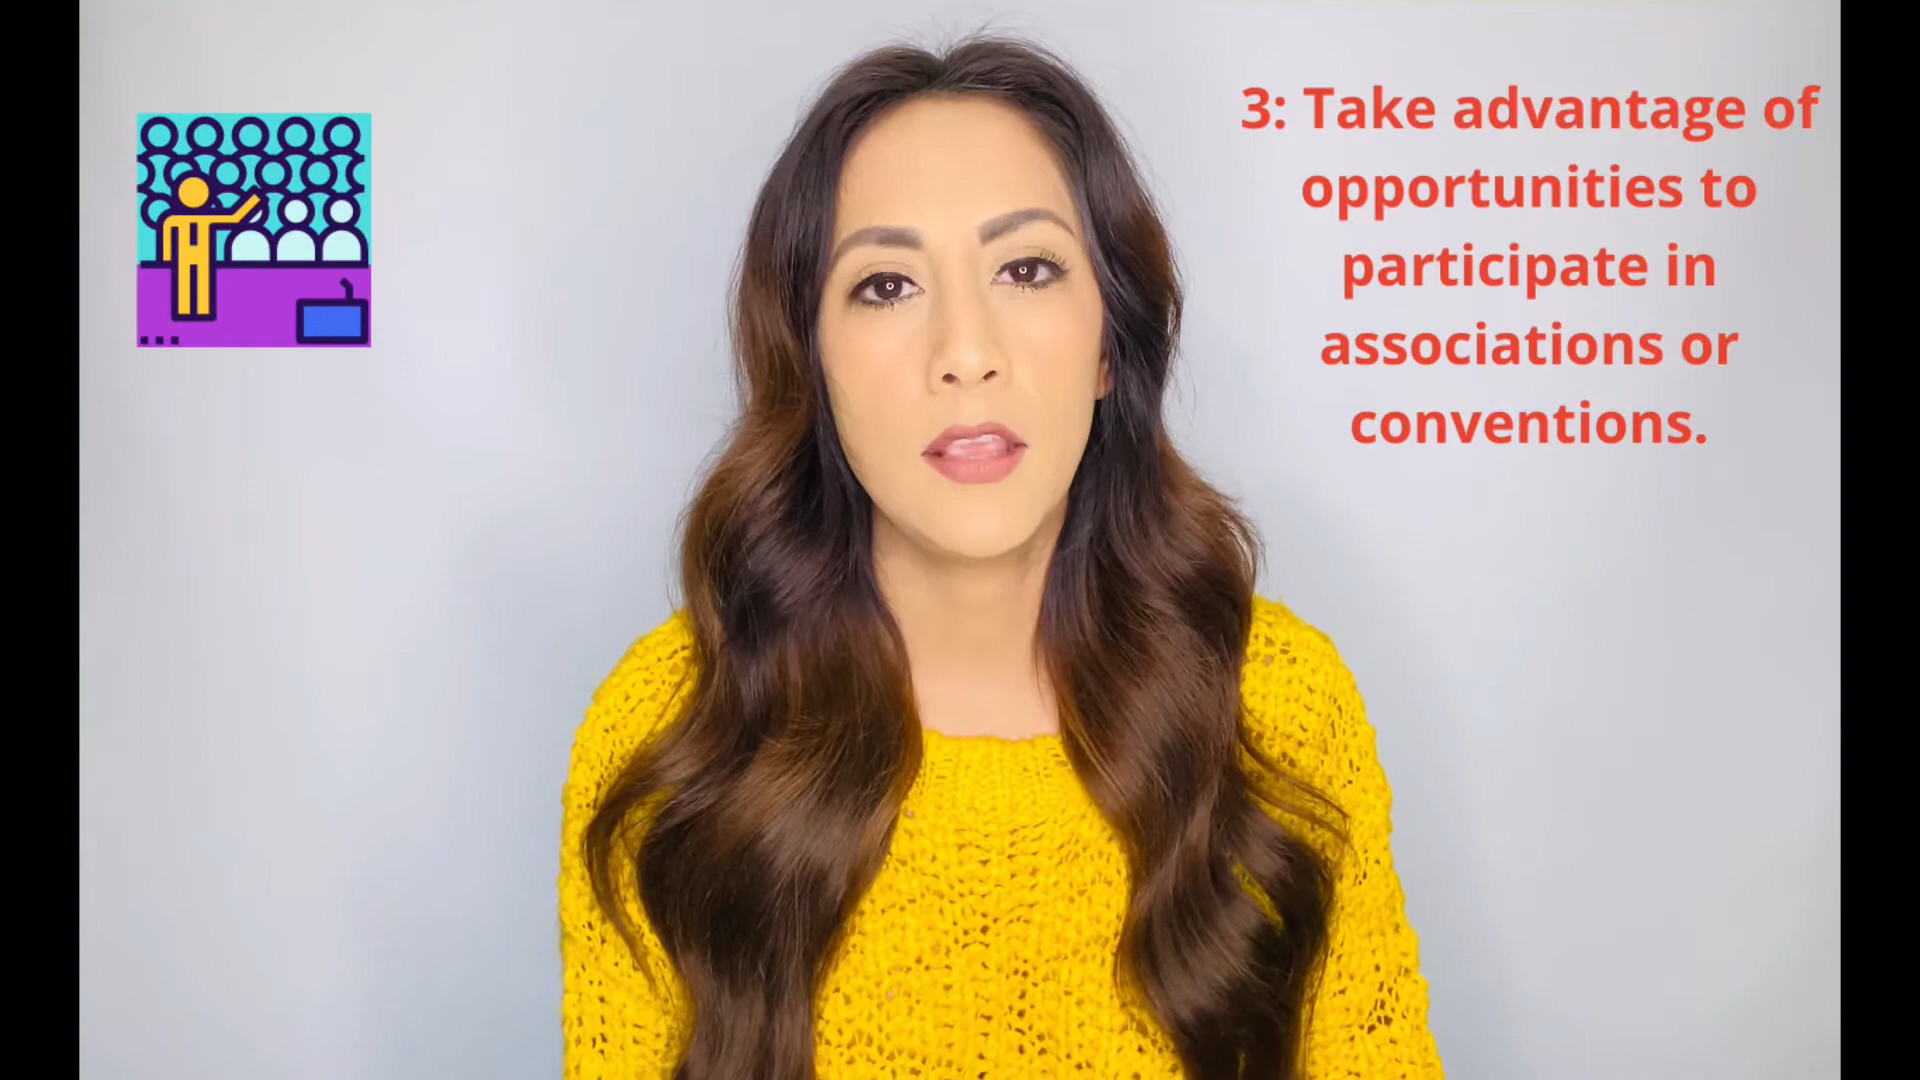 3: Take advantage of
opportunities to
participate in
associations or
conventions.